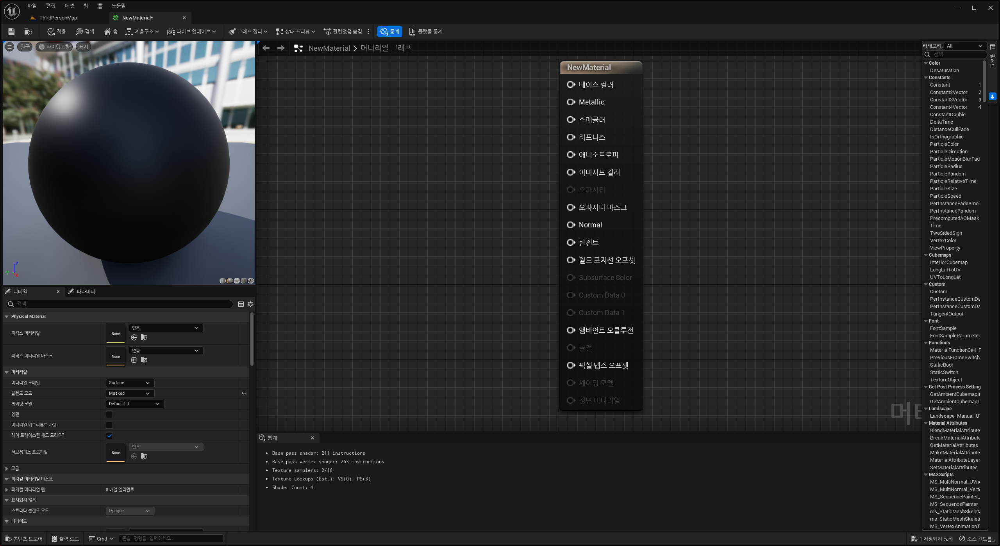 파일 편집 에셋 창 툴 도움말
ThirdPersonMap
NewMaterial*
적용 검색 홈 계층구조 라이브 업데이트 그래프 정리 상태 프리뷰 관련없음 숨김 통계 플랫폼 통계
원근 라이팅포함 표시
Z
Y
X
디테일
파라미터
검색
Physical Material
피직스 머티리얼
None
없음
피직스 머티리얼 마스크
None
없음
머티리얼
머티리얼 도메인 Surface
블렌드 모드 Masked
셰이딩 모델 Default Lit
양면
머티리얼 어트리뷰트 사용
레이 트레이스된 섀도 드리우기
서브서피스 프로파일
None
없음
고급
피지컬 머티리얼 마스크
피지컬 머티리얼 맵 8 배열 엘리먼트
표시되지 않음
스트라타 블렌드 모드 Opaque
나나이트
NewMaterial > 머티리얼 그래프
NewMaterial
베이스 컬러
Metallic
스페큘러
러프니스
애니소트로피
이미시브 컬러
오파시티
오파시티 마스크
Normal
탄젠트
월드 포지션 오프셋
Subsurface Color
Custom Data 0
Custom Data 1
앰비언트 오클루전
굴절
픽셀 뎁스 오프셋
셰이딩 모델
정면 머티리얼
머
통계
• Base pass shader: 211 instructions
• Base pass vertex shader: 263 instructions
• Texture samplers: 2/16
• Texture Lookups (Est.): VS(0), PS(3)
• Shader Count: 4
카테고리: All
검색
팔레트
Color
Desaturation
Constants
Constant 1
Constant2Vector 2
Constant3Vector 3
Constant4Vector 4
ConstantDouble
DeltaTime
DistanceCullFade
IsOrthographic
ParticleColor
ParticleDirection
ParticleMotionBlurFad
ParticleRadius
ParticleRandom
ParticleRelativeTime
ParticleSize
ParticleSpeed
PerInstanceFadeAmou
PerInstanceRandom
PrecomputedAOMask
Time
TwoSidedSign
VertexColor
ViewProperty
Cubemaps
InteriorCubemap
LongLatToUV
UVToLongLat
Custom
Custom
PerInstanceCustomDa
PerInstanceCustomDa
TangentOutput
Font
FontSample
FontSampleParameter
Functions
MaterialFunctionCall F
PreviousFrameSwitch
StaticBool
StaticSwitch
TextureObject
Get Post Process Setting
GetAmbientCubemapIn
GetAmbientCubemapT
Landscape
Landscape_Manual_UV
Material Attributes
BlendMaterialAttribute
BreakMaterialAttribute
GetMaterialAttributes
MakeMaterialAttribute
MaterialAttributeLayer
SetMaterialAttributes
MAXScripts
MS_MultiNormal_UVno
MS_MultiNormal_Verte
MS_SequencePainter_
MS_SequencePainter_
ms_StaticMeshSkeleta
ms_StaticMeshSkeleta
MS_VertexAnimationT
콘텐츠 드로어 출력 로그 Cmd 콘솔 명령을 입력하세요.
1 저장되지 않음 소스 컨트롤